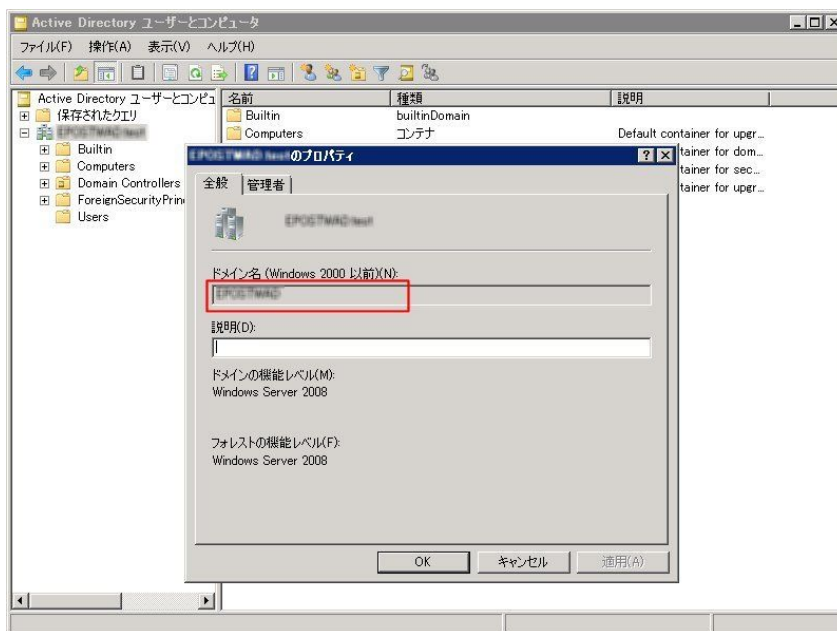 Active Directory ユーザーとコンピュータ
ファイル(F) 操作(A) 表示(V) ヘルプ(H)
Active Directory ユーザーとコンピュ
保存されたクエリ
Builtin
Computers
Domain Controllers
ForeignSecurityPrin
Users
名前 種類 説明
Builtin builtinDomain
Computers コンテナ Default container for upgr...
tainer for dom...
tainer for sec...
tainer for upgr...
のプロパティ
全般 管理者
ドメイン名 (Windows 2000 以前)(N):
説明(D):
ドメインの機能レベル(M):
Windows Server 2008
フォレストの機能レベル(F):
Windows Server 2008
OK キャンセル 適用(A)